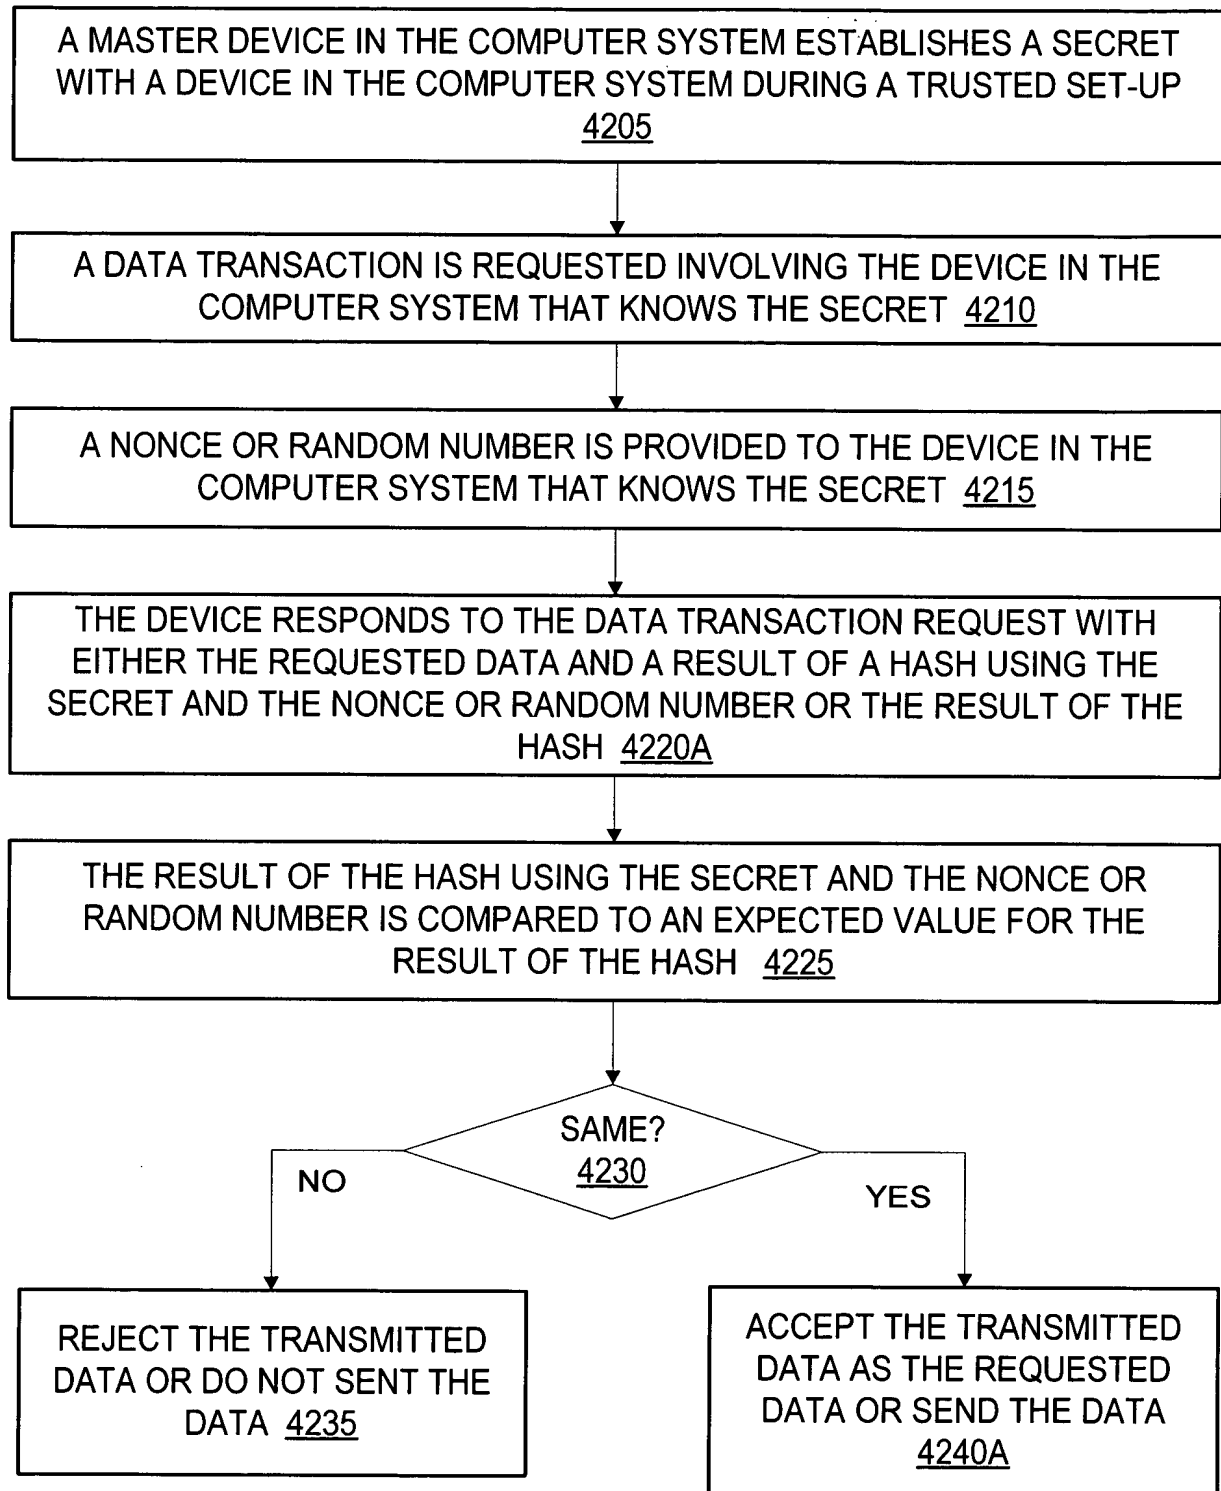 A MASTER DEVICE IN THE COMPUTER SYSTEM ESTABLISHES A SECRET
WITH A DEVICE IN THE COMPUTER SYSTEM DURING A TRUSTED SET-UP
4205
A DATA TRANSACTION IS REQUESTED INVOLVING THE DEVICE IN THE
COMPUTER SYSTEM THAT KNOWS THE SECRET 4210
A NONCE OR RANDOM NUMBER IS PROVIDED TO THE DEVICE IN THE
COMPUTER SYSTEM THAT KNOWS THE SECRET 4215
THE DEVICE RESPONDS TO THE DATA TRANSACTION REQUEST WITH
EITHER THE REQUESTED DATA AND A RESULT OF A HASH USING THE
SECRET AND THE NONCE OR RANDOM NUMBER OR THE RESULT OF THE
HASH 4220A
THE RESULT OF THE HASH USING THE SECRET AND THE NONCE OR
RANDOM NUMBER IS COMPARED TO AN EXPECTED VALUE FOR THE
RESULT OF THE HASH 4225
SAME?
4230
NO
YES
REJECT THE TRANSMITTED
DATA OR DO NOT SENT THE
DATA 4235
ACCEPT THE TRANSMITTED
DATA AS THE REQUESTED
DATA OR SEND THE DATA
4240A